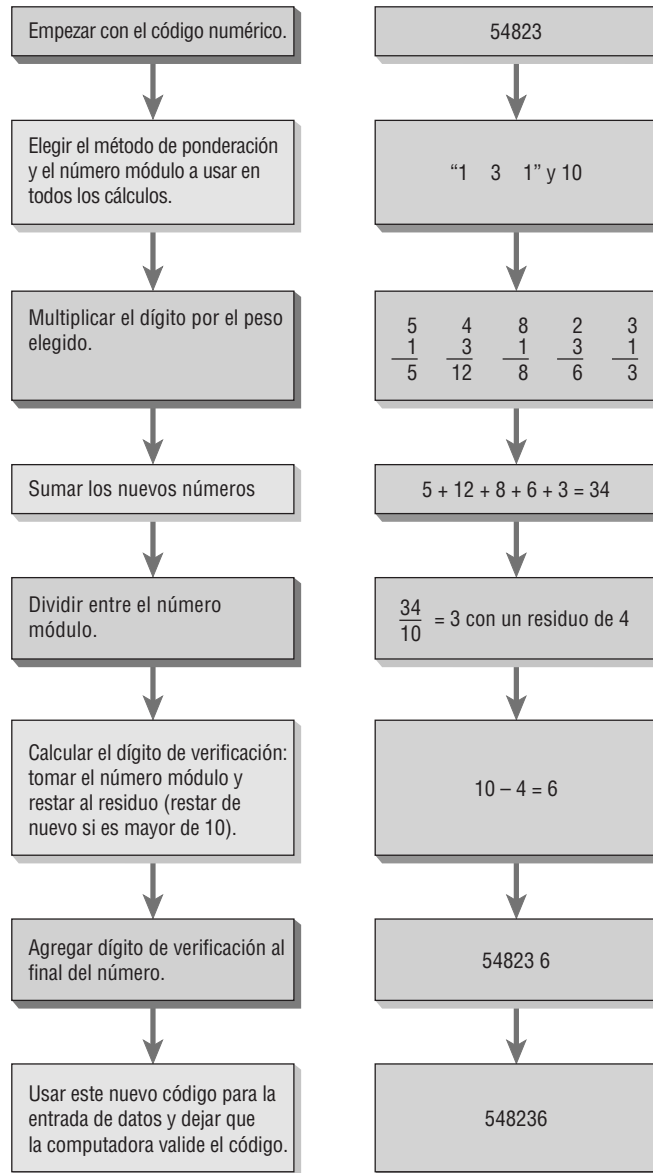 Empezar con el código numérico.
54823
Elegir el método de ponderación
y el número módulo a usar en
todos los cálculos.
“1 3 1” y 10
Multiplicar el dígito por el peso
elegido.
5 4 8 2 3
1 3 1 3 1
5 12 8 6 3
Sumar los nuevos números
5 + 12 + 8 + 6 + 3 = 34
Dividir entre el número
módulo.
34
10
= 3 con un residuo de 4
Calcular el dígito de verificación:
tomar el número módulo y
restar al residuo (restar de
nuevo si es mayor de 10).
10 – 4 = 6
Agregar dígito de verificación al
final del número.
54823 6
Usar este nuevo código para la
entrada de datos y dejar que
la computadora valide el código.
548236